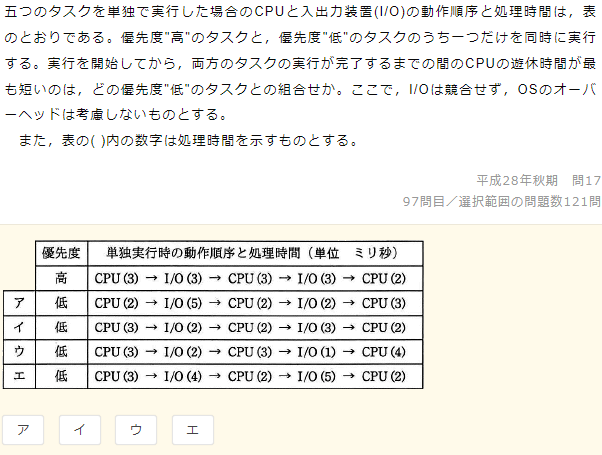 五つのタスクを単独で実行した場合のCPUと入出力装置(I/O)の動作順序と処理時間は，表
のとおりである。優先度"高"のタスクと，優先度"低"のタスクのうち一つだけを同時に実行
する。実行を開始してから，両方のタスクの実行が完了するまでの間のCPUの遊休時間が最
も短いのは，どの優先度"低"のタスクとの組合せか。ここで，I/Oは競合せず，OSのオーバ
ーヘッドは考慮しないものとする。
また，表の( )内の数字は処理時間を示すものとする。
平成28年秋期　問17
97問目／選択範囲の問題数121問
優先度 単独実行時の動作順序と処理時間（単位　ミリ秒）
高 CPU(3) → I/O(3) → CPU(3) → I/O(3) → CPU(2)
ア 低 CPU(2) → I/O(5) → CPU(2) → I/O(2) → CPU(3)
イ 低 CPU(3) → I/O(2) → CPU(2) → I/O(3) → CPU(2)
ウ 低 CPU(3) → I/O(2) → CPU(3) → I/O(1) → CPU(4)
エ 低 CPU(3) → I/O(4) → CPU(2) → I/O(5) → CPU(2)
ア イ ウ エ